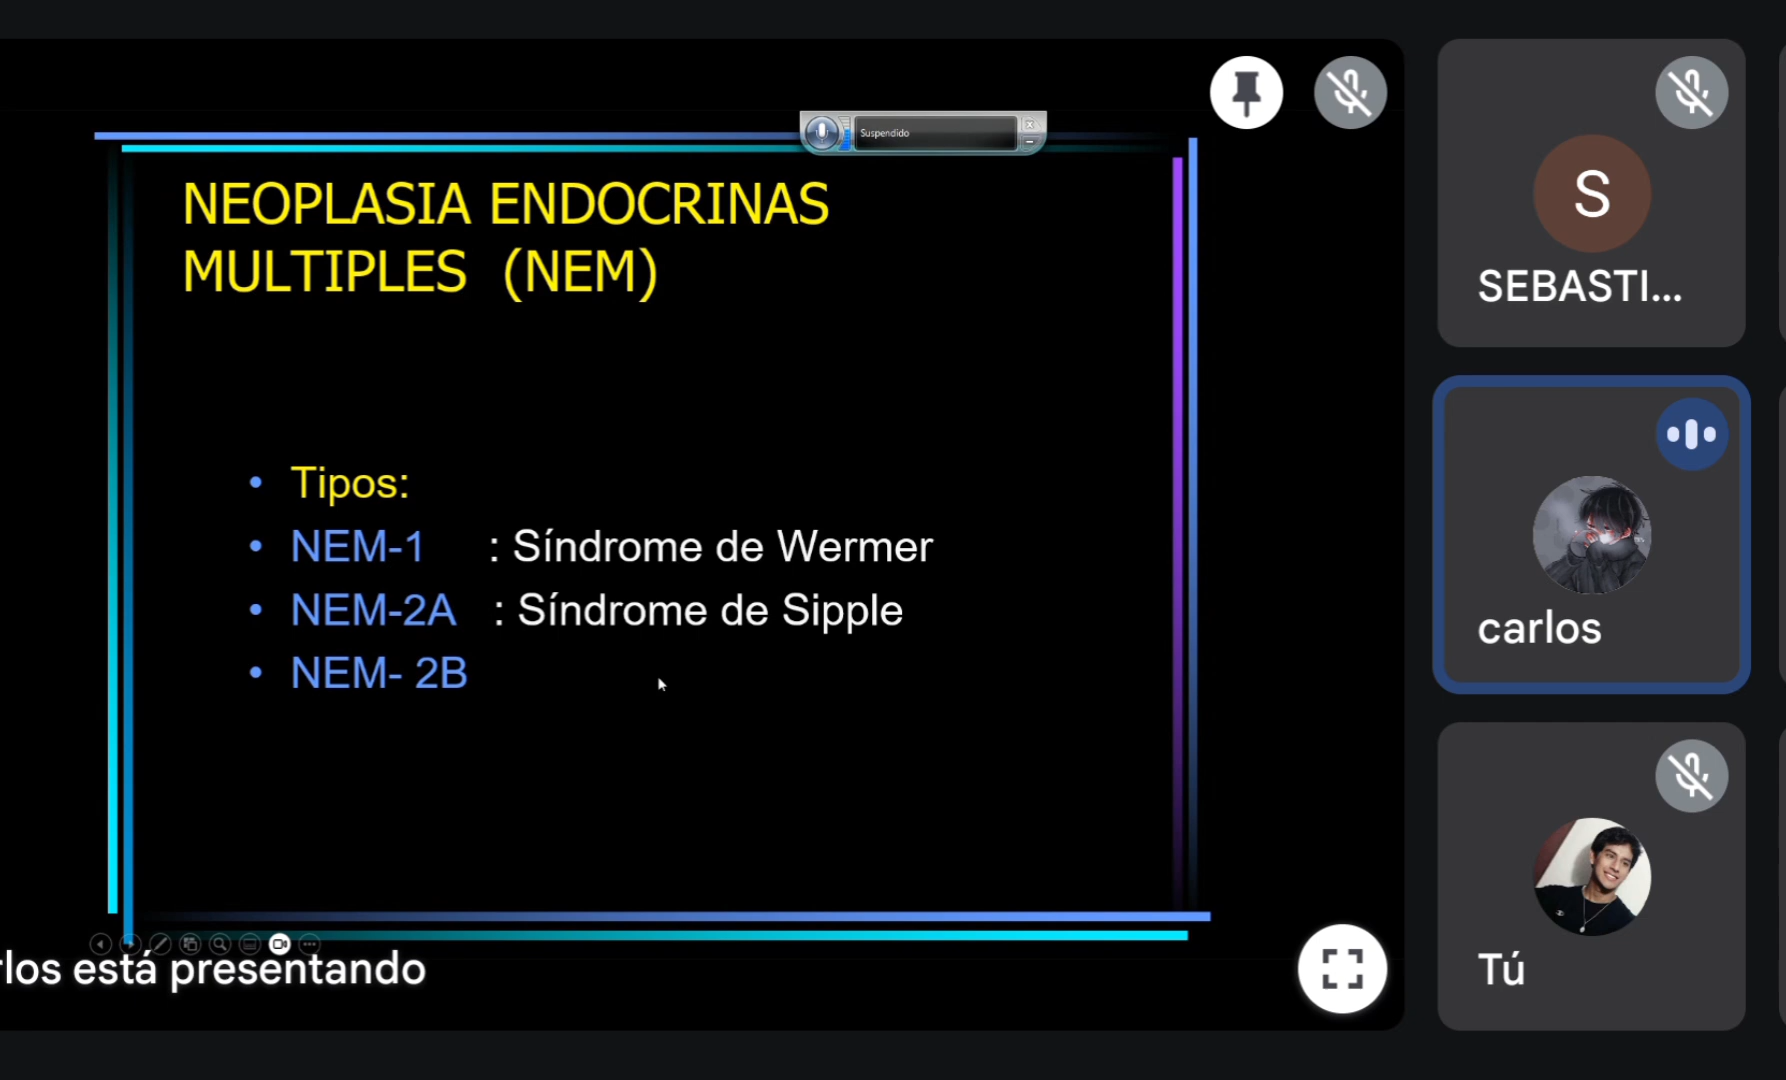 Suspendido
NEOPLASIA ENDOCRINAS
MULTIPLES (NEM)
• Tipos:
• NEM-1 : Síndrome de Wermer
• NEM-2A : Síndrome de Sipple
• NEM- 2B
rlos está presentando
S
SEBASTI...
carlos
Tú